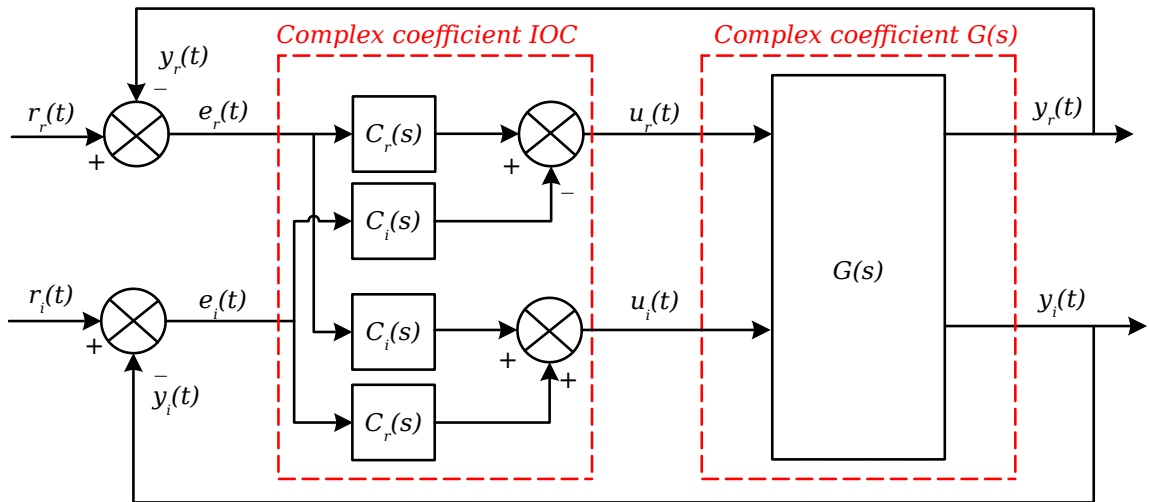 Complex coefficient IOC
Complex coefficient G(s)
y_r(t)
−
r_r(t)
+
e_r(t)
C_r(s)
+
−
u_r(t)
y_r(t)
C_i(s)
G(s)
r_i(t)
+
−
y_i(t)
e_i(t)
C_i(s)
+
+
u_i(t)
y_i(t)
C_r(s)